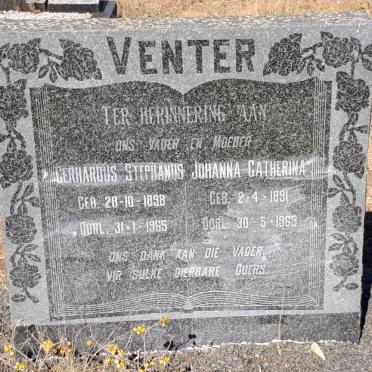 VENTER
TER HERINNERING AAN
ONS VADER EN MOEDER
GERHARDUS STEPHANUS JOHANNA CATHERINA
GEB. 28-10-1898 GEB. 2-4-1891
OORL. 31-1-1965 OORL. 30-5-1963
ONS DANK AAN DIE VADER,
VIR SULKE DIERBARE OUERS.